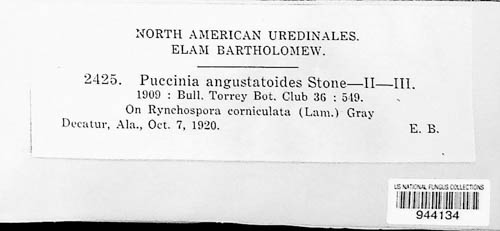 NORTH AMERICAN UREDINALES.
ELAM BARTHOLOMEW.
2425. Puccinia angustatoides Stone—II—III.
1909 : Bull. Torrey Bot. Club 36 : 549.
On Rynchospora corniculata (Lam.) Gray
Decatur, Ala., Oct. 7, 1920. E. B.
US NATIONAL FUNGUS COLLECTIONS
944134